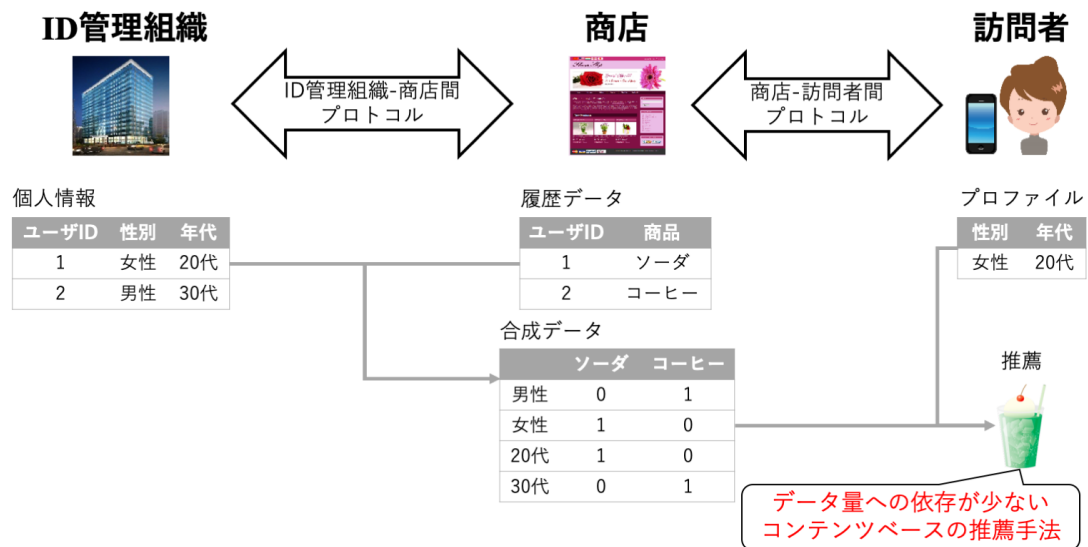 ID管理組織
商店
訪問者
ID管理組織-商店間
プロトコル
商店-訪問者間
プロトコル
個人情報
ユーザID 性別 年代
1 女性 20代
2 男性 30代
履歴データ
ユーザID 商品
1 ソーダ
2 コーヒー
プロファイル
性別 年代
女性 20代
合成データ
ソーダ コーヒー
男性 0 1
女性 1 0
20代 1 0
30代 0 1
推薦
データ量への依存が少ない
コンテンツベースの推薦手法